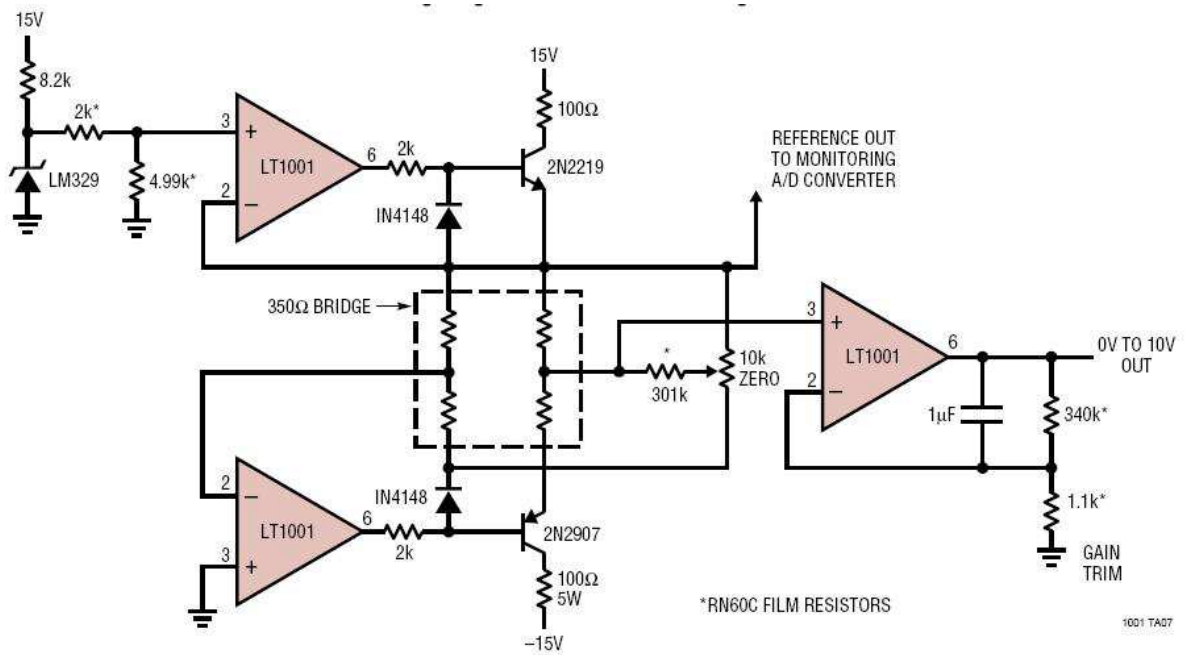 15V
8.2k
2k*
LM329
4.99k*
3
+
2
−
LT1001
6
2k
IN4148
15V
100Ω
2N2219
REFERENCE OUT
TO MONITORING
A/D CONVERTER
350Ω BRIDGE
*
301k
10k
ZERO
3
+
2
−
LT1001
6
0V TO 10V
OUT
1μF
340k*
1.1k*
GAIN
TRIM
2
−
3
+
LT1001
6
2k
IN4148
2N2907
100Ω
5W
–15V
*RN60C FILM RESISTORS
1001 TA07